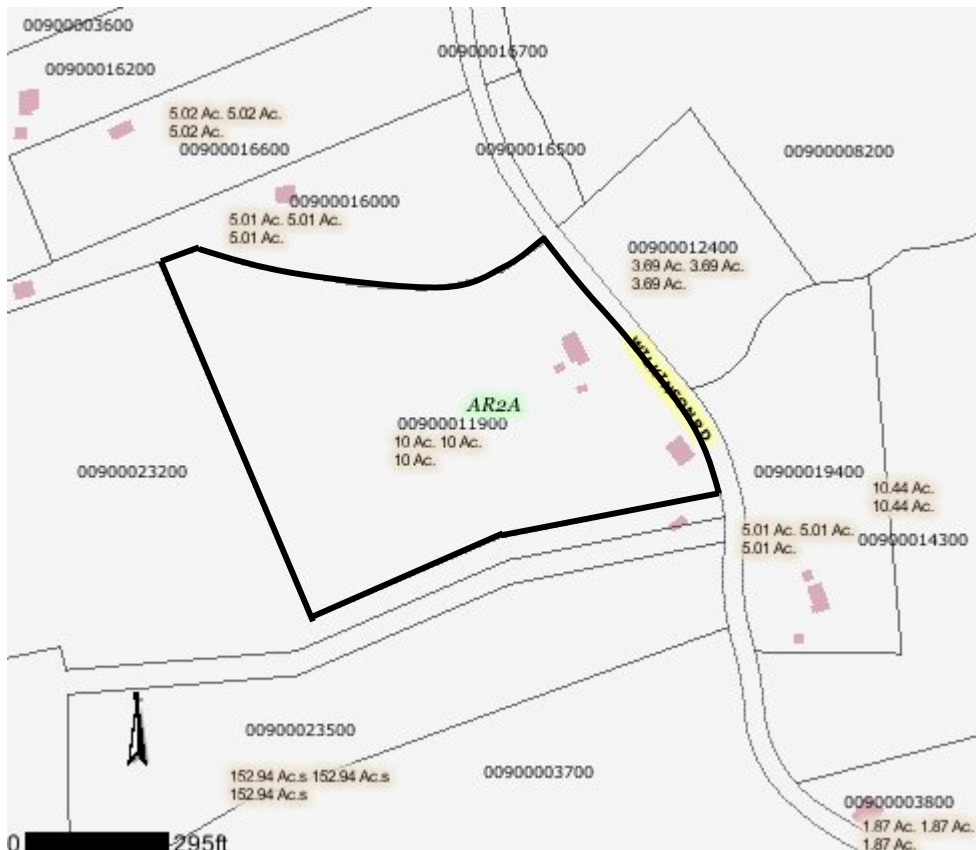 00900003600
00900016700
00900016200
5.02 Ac. 5.02 Ac.
5.02 Ac.
00900016600
00900016500
00900008200
00900016000
5.01 Ac. 5.01 Ac.
5.01 Ac.
00900012400
3.69 Ac. 3.69 Ac.
3.69 Ac.
WILKINSON RD
AR2A
00900011900
10 Ac. 10 Ac.
10 Ac.
00900023200
00900019400
10.44 Ac.
10.44 Ac.
5.01 Ac. 5.01 Ac.
5.01 Ac.
00900014300
00900023500
152.94 Ac.s 152.94 Ac.s
152.94 Ac.s
00900003700
00900003800
1.87 Ac. 1.87 Ac.
1.87 Ac.
0 295ft